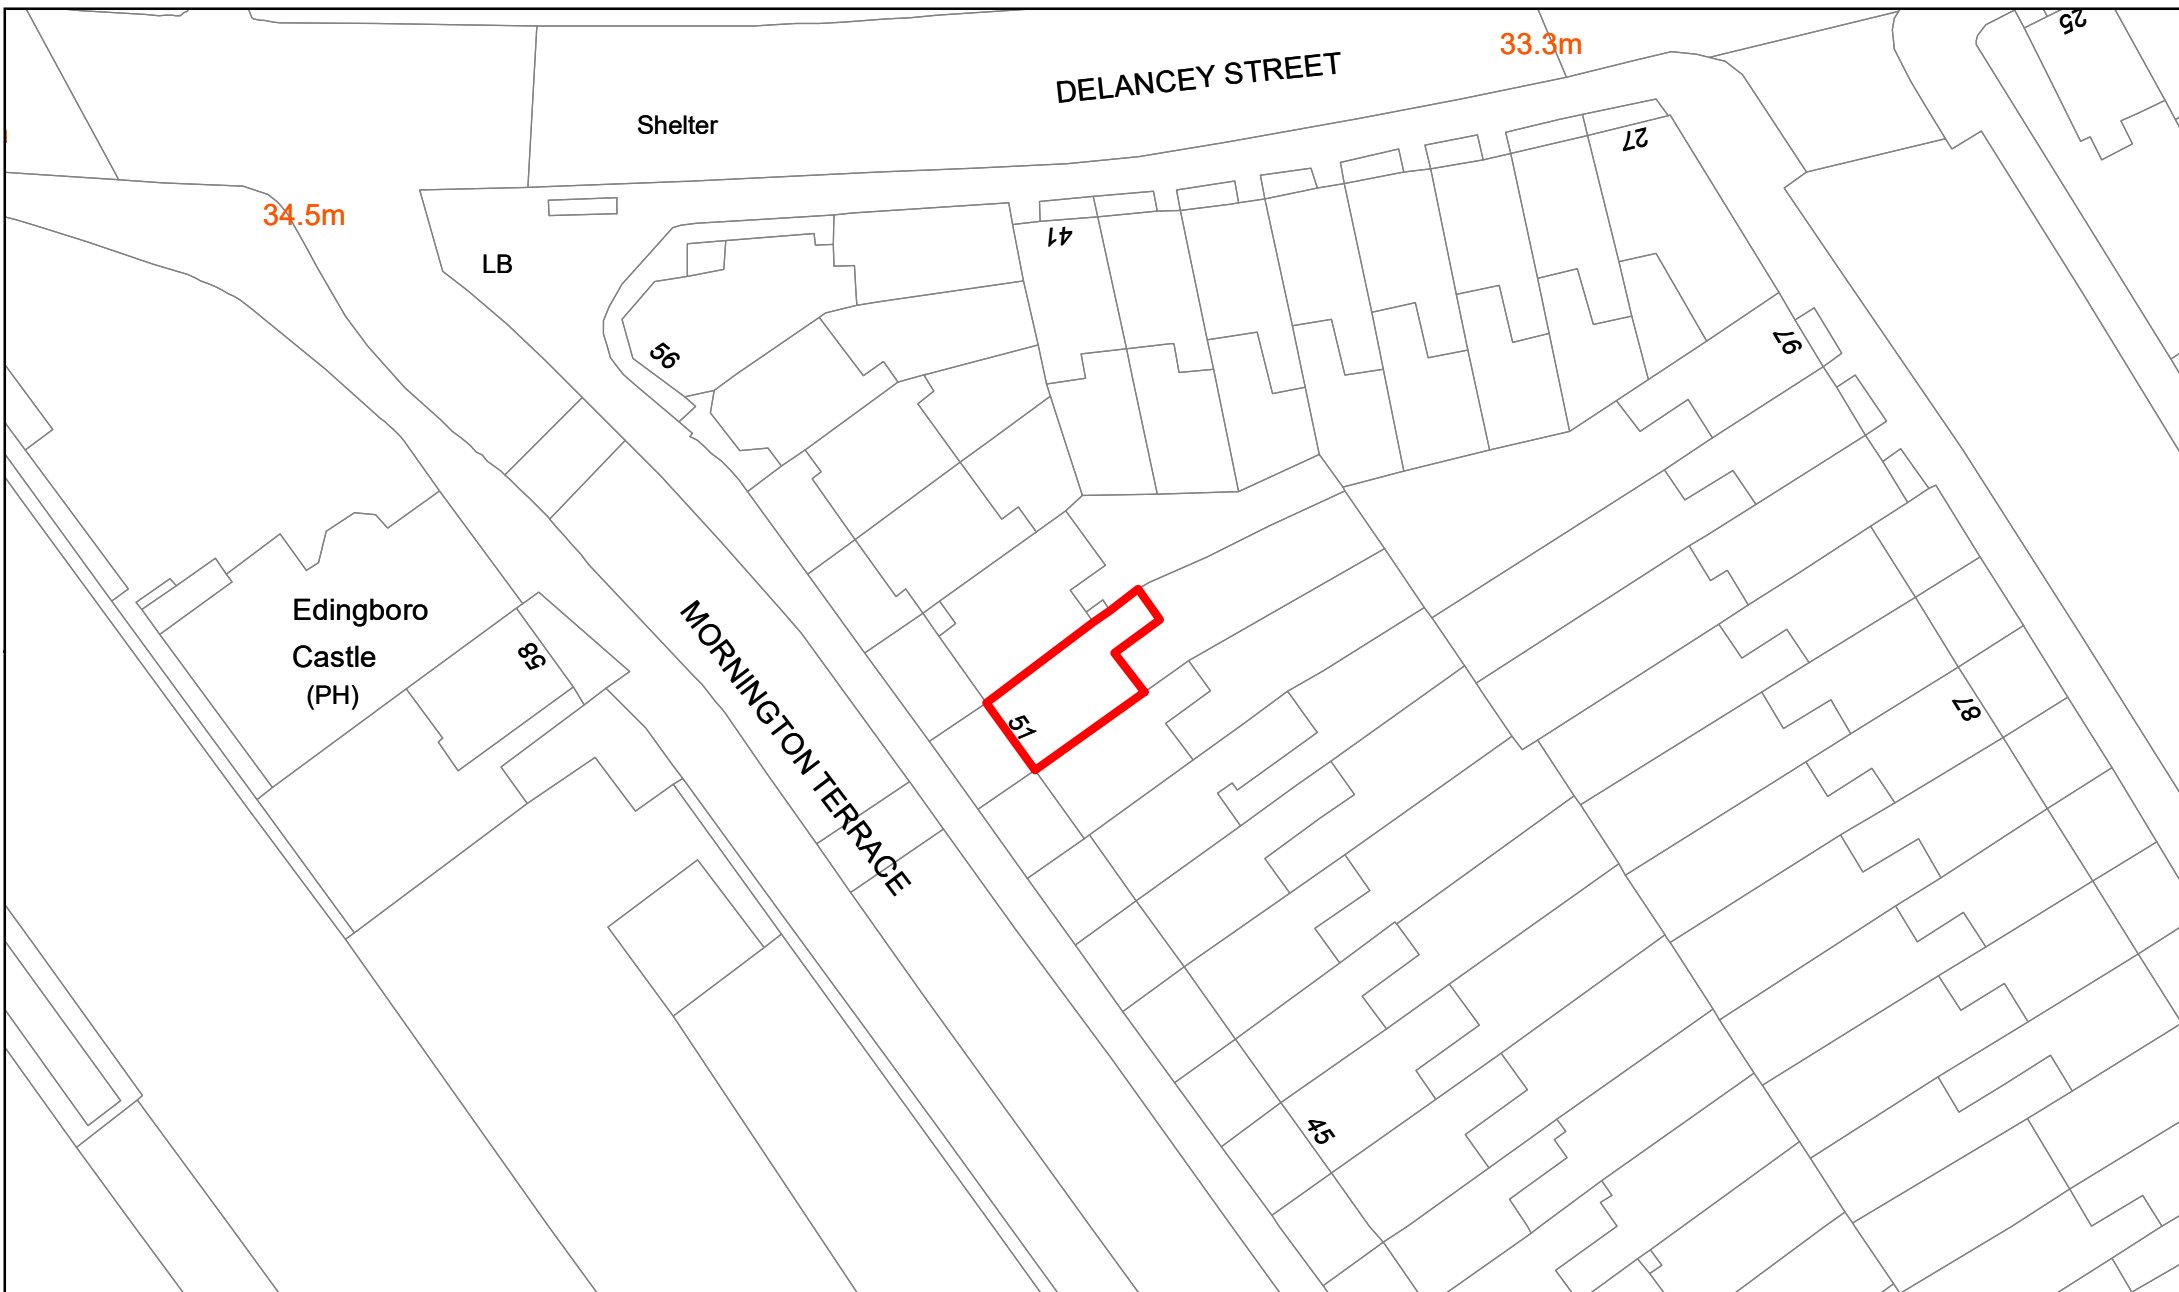 25
33.3m
DELANCEY STREET
Shelter
27
34.5m
41
LB
56
76
Edingboro
Castle
(PH)
58
MORNINGTON TERRACE
51
87
45